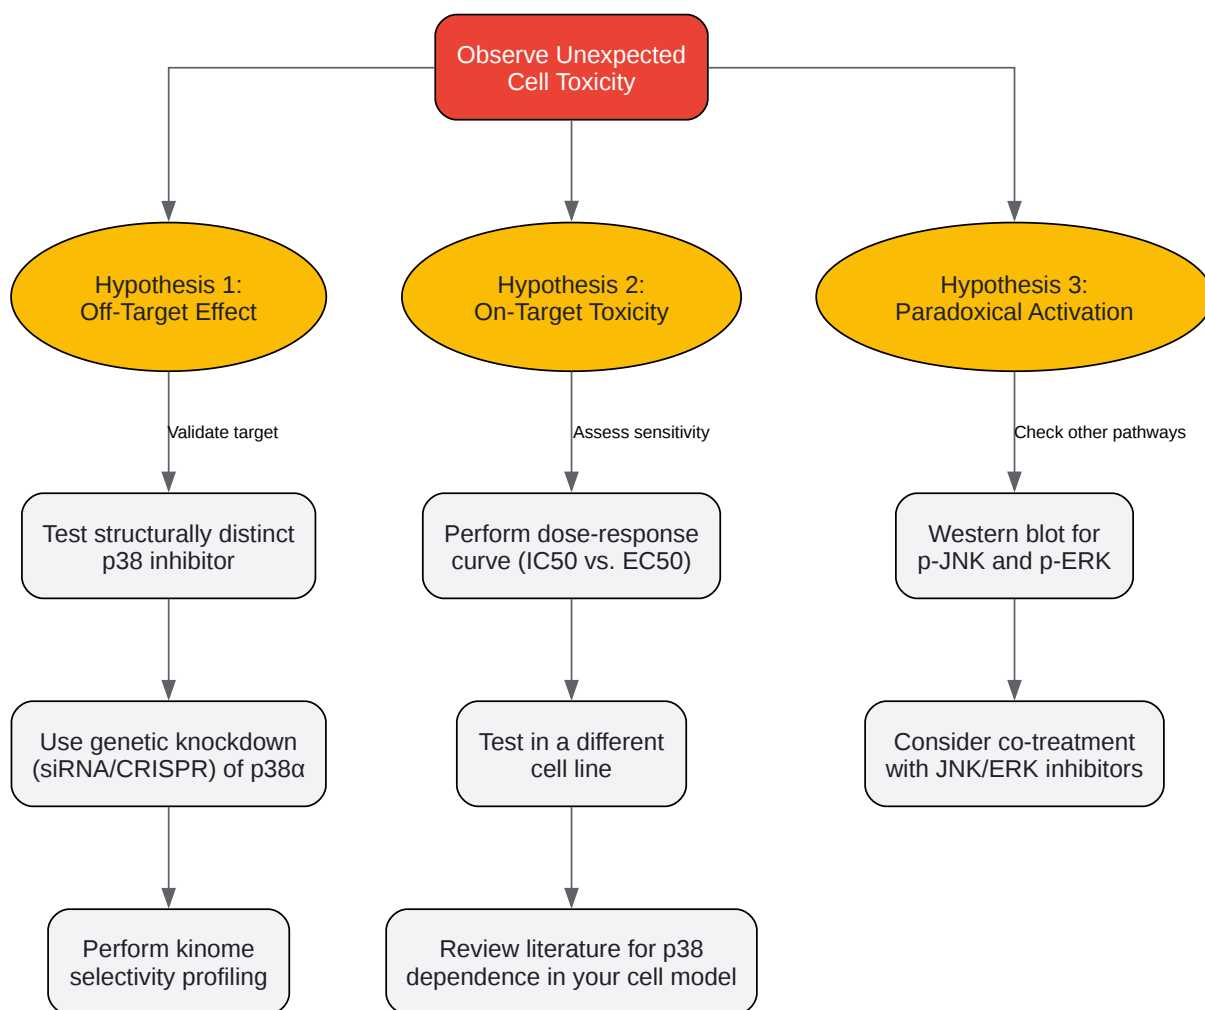 Observe Unexpected
Cell Toxicity
Hypothesis 1:
Off-Target Effect
Hypothesis 2:
On-Target Toxicity
Hypothesis 3:
Paradoxical Activation
Validate target
Assess sensitivity
Check other pathways
Test structurally distinct
p38 inhibitor
Perform dose-response
curve (IC50 vs. EC50)
Western blot for
p-JNK and p-ERK
Use genetic knockdown
(siRNA/CRISPR) of p38α
Test in a different
cell line
Consider co-treatment
with JNK/ERK inhibitors
Perform kinome
selectivity profiling
Review literature for p38
dependence in your cell model